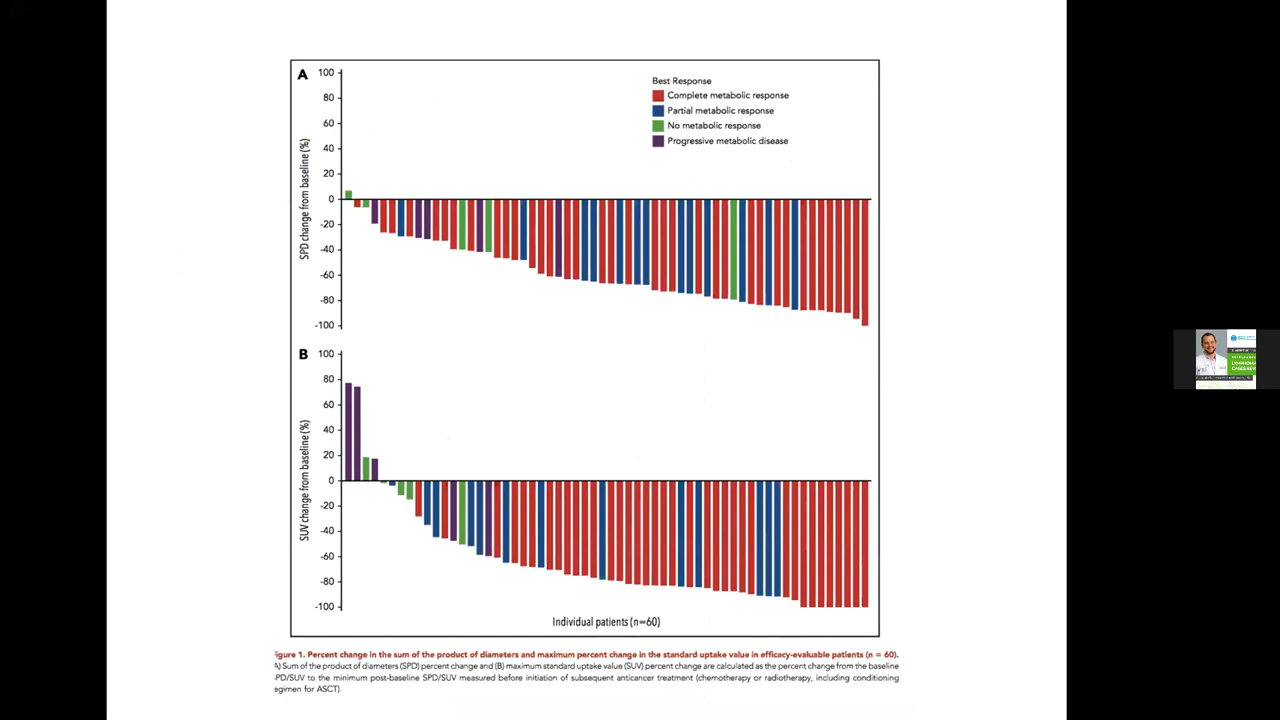 A
100
80
60
40
20
0
-20
-40
-60
-80
-100
SPD change from baseline (%)
Best Response
Complete metabolic response
Partial metabolic response
No metabolic response
Progressive metabolic disease
B
100
80
60
40
20
0
-20
-40
-60
-80
-100
SUV change from baseline (%)
Individual patients (n=60)
igure 1. Percent change in the sum of the product of diameters and maximum percent change in the standard uptake value in efficacy-evaluable patients (n = 60).
A) Sum of the product of diameters (SPD) percent change and (B) maximum standard uptake value (SUV) percent change are calculated as the percent change from the baseline
PD/SUV to the minimum post-baseline SPD/SUV measured before initiation of subsequent anticancer treatment (chemotherapy or radiotherapy, including conditioning
egimen for ASCT).